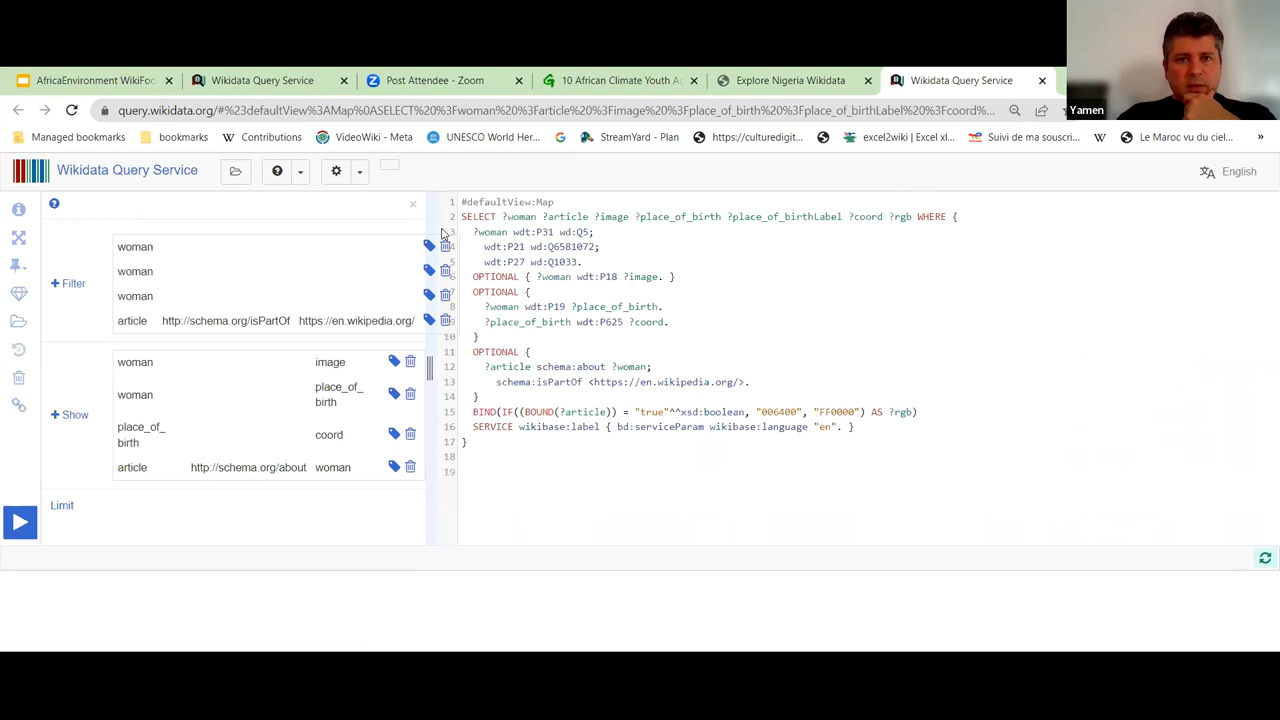 AfricaEnvironment WikiFoc
Wikidata Query Service
Post Attendee - Zoom
10 African Climate Youth A
Explore Nigeria Wikidata
Wikidata Query Service
Yamen
query.wikidata.org/#%23defaultView%3AMap%0ASELECT%20%3Fwoman%20%3Farticle%20%3Fimage%20%3Fplace_of_birth%20%3Fplace_of_birthLabel%20%3Fcoord%...
Managed bookmarks
bookmarks
Contributions
VideoWiki - Meta
UNESCO World Her...
StreamYard - Plan
https://culturedigit...
excel2wiki | Excel xl...
Suivi de ma souscri...
Le Maroc vu du ciel...
»
Wikidata Query Service
English
woman
woman
woman
article http://schema.org/isPartOf https://en.wikipedia.org/
+ Filter
woman image
woman place_of_
birth
place_of_
birth coord
article http://schema.org/about woman
+ Show
Limit
1 #defaultView:Map
2 SELECT ?woman ?article ?image ?place_of_birth ?place_of_birthLabel ?coord ?rgb WHERE {
3 ?woman wdt:P31 wd:Q5;
4 wdt:P21 wd:Q6581072;
5 wdt:P27 wd:Q1033.
6 OPTIONAL { ?woman wdt:P18 ?image. }
7 OPTIONAL {
8 ?woman wdt:P19 ?place_of_birth.
9 ?place_of_birth wdt:P625 ?coord.
10 }
11 OPTIONAL {
12 ?article schema:about ?woman;
13 schema:isPartOf <https://en.wikipedia.org/>.
14 }
15 BIND(IF((BOUND(?article)) = "true"^^xsd:boolean, "006400", "FF0000") AS ?rgb)
16 SERVICE wikibase:label { bd:serviceParam wikibase:language "en". }
17 }
18
19